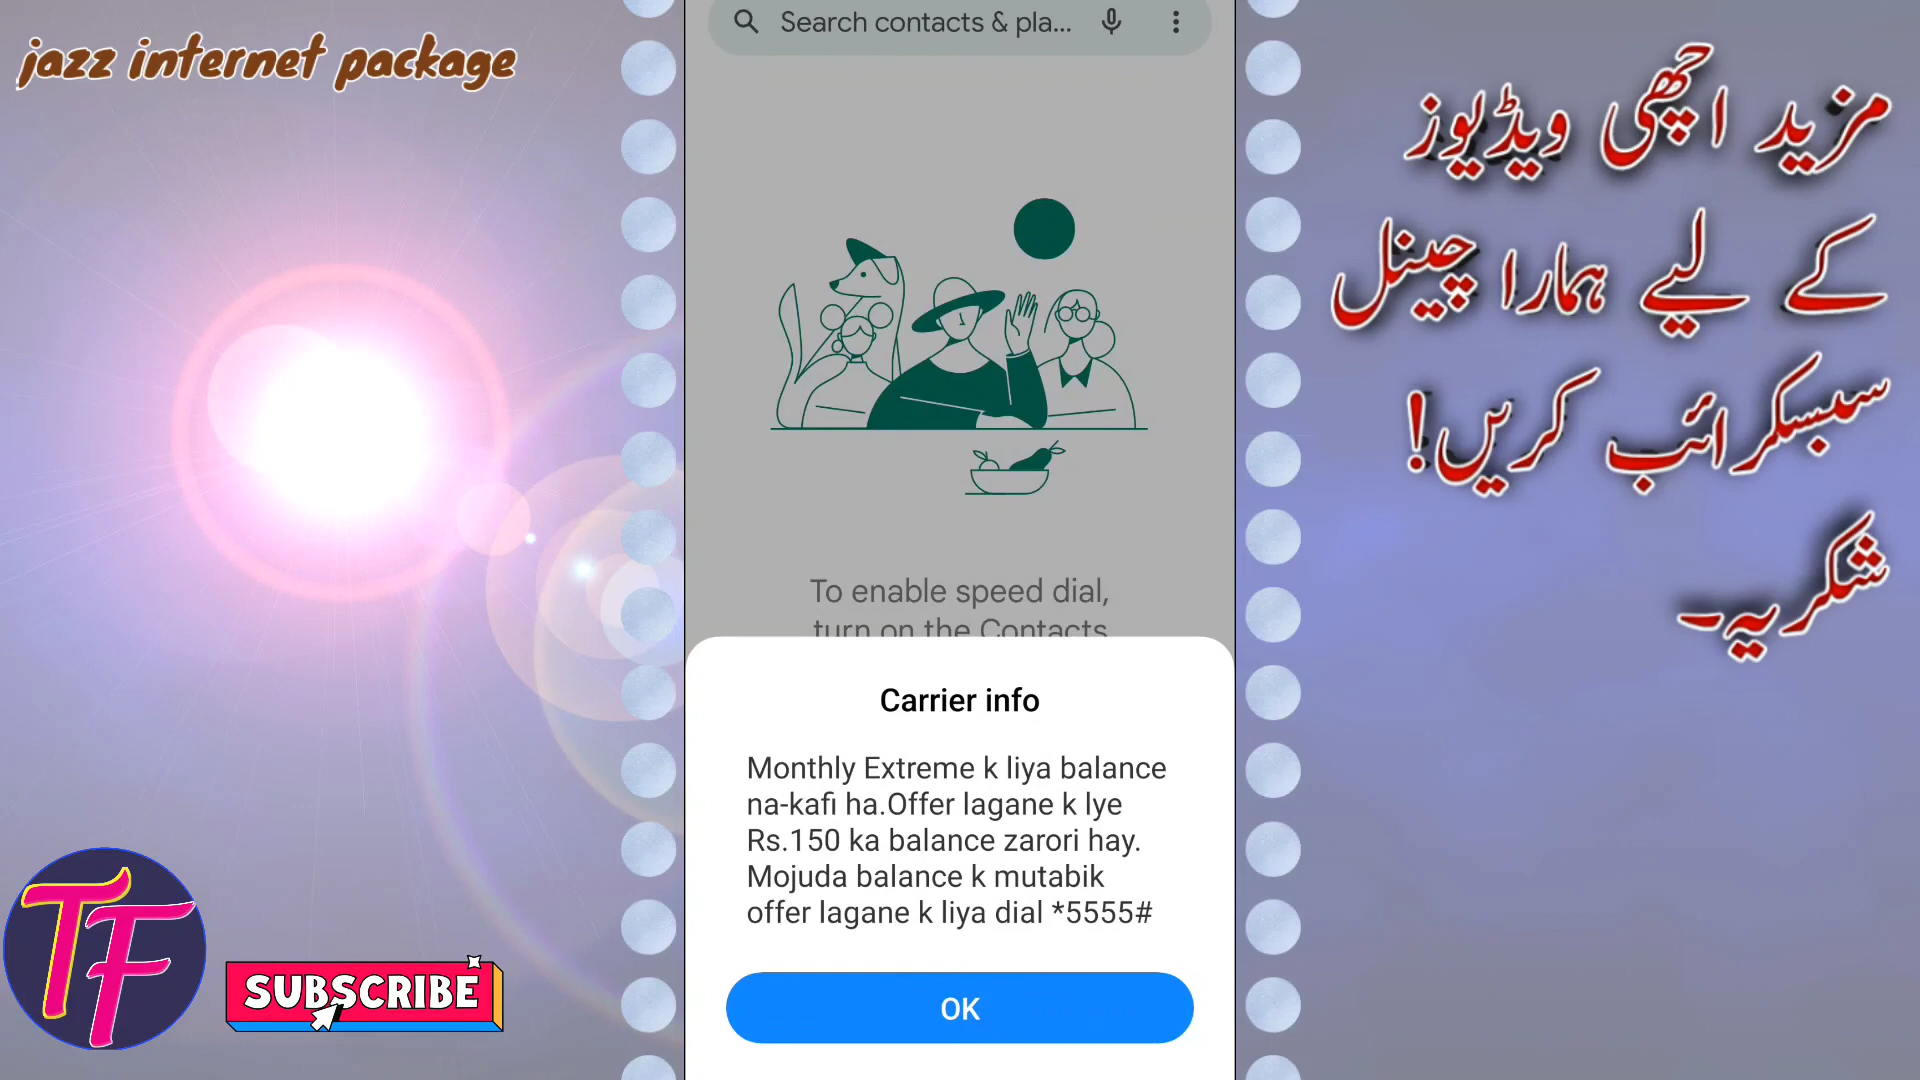 jazz internet package
Search contacts & pla...
To enable speed dial,
turn on the Contacts
Carrier info
Monthly Extreme k liya balance
na-kafi ha.Offer lagane k lye
Rs.150 ka balance zarori hay.
Mojuda balance k mutabik
offer lagane k liya dial *5555#
OK
مزید اچھی ویڈیوز
کے لیے ہمارا چینل
سبسکرائب کریں!
شکریہ۔
TF
SUBSCRIBE